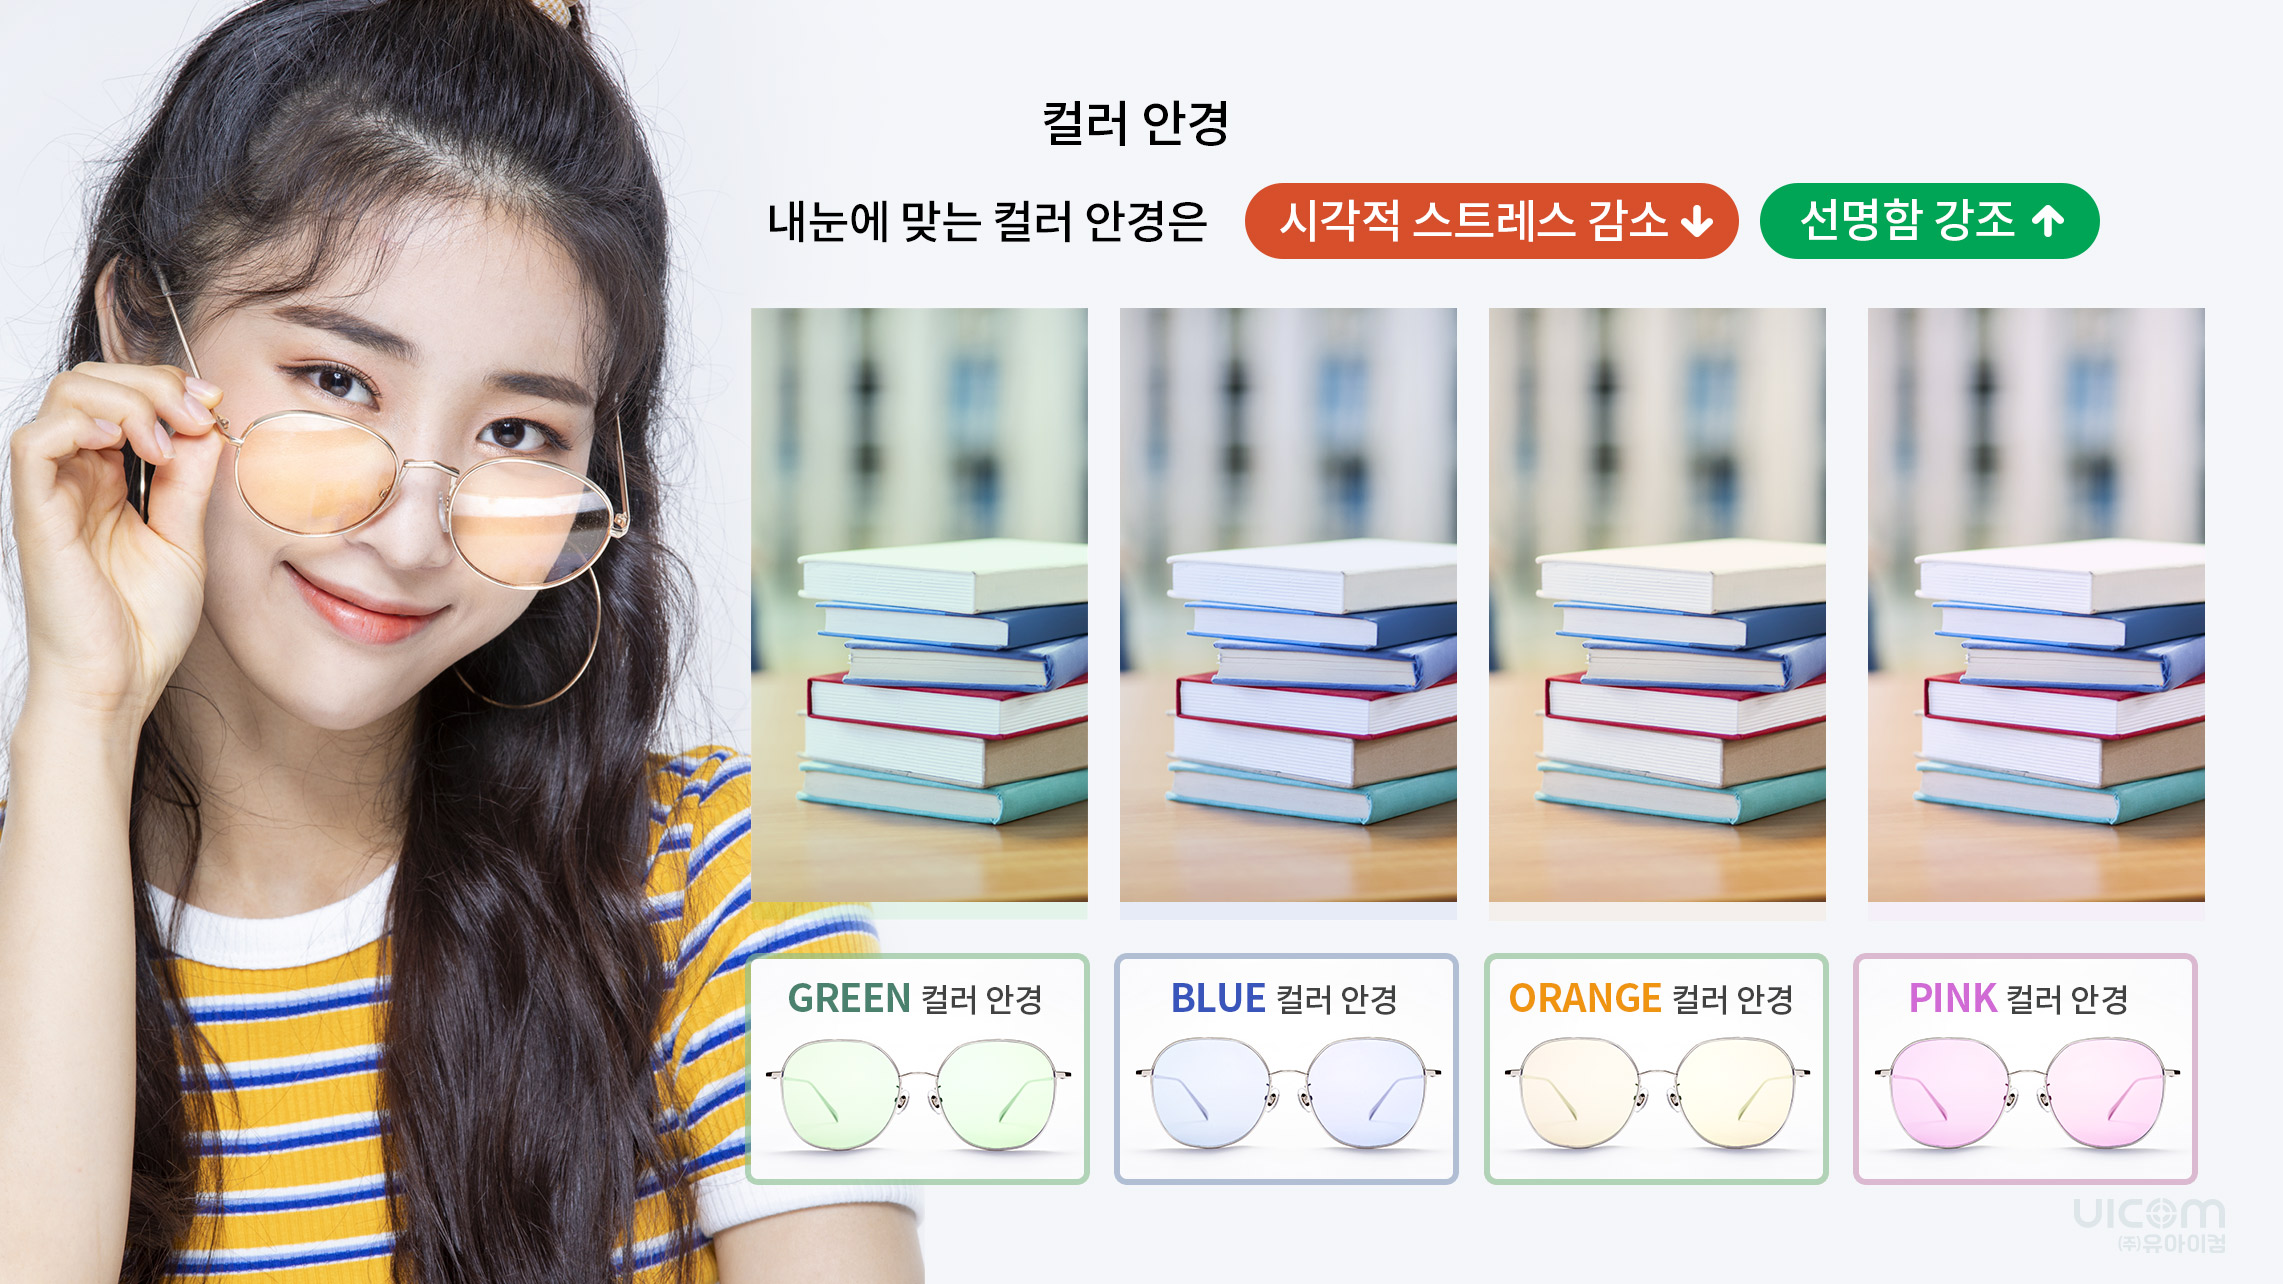 컬러 안경
내눈에 맞는 컬러 안경은 시각적 스트레스 감소 ↓ 선명함 강조 ↑
GREEN 컬러 안경
BLUE 컬러 안경
ORANGE 컬러 안경
PINK 컬러 안경
UICOM
(주)유아이컴